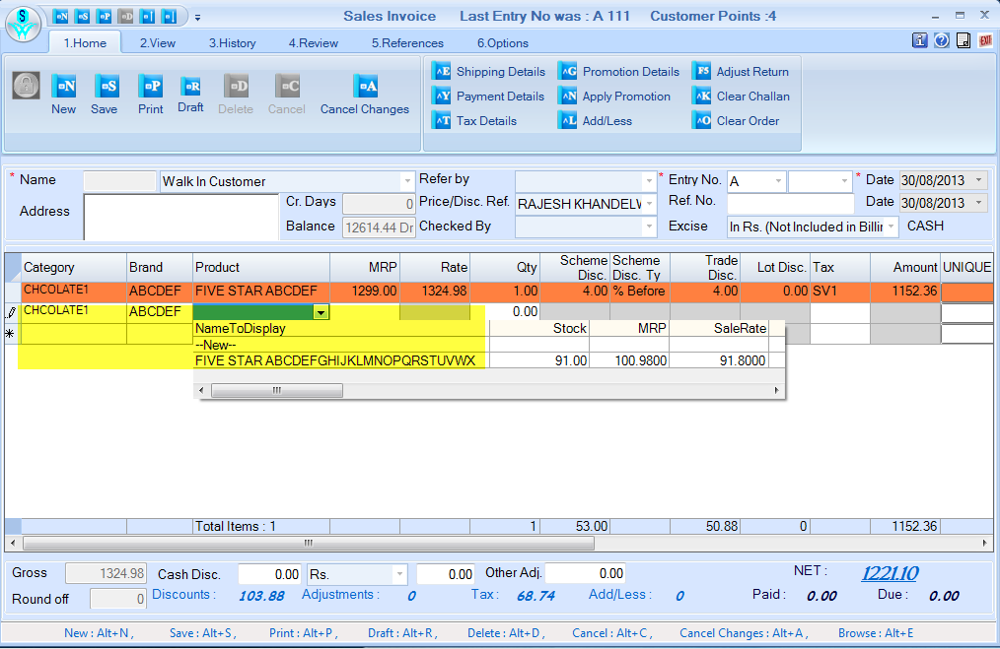 Sales Invoice Last Entry No was : A 111 Customer Points :4
1.Home 2.View 3.History 4.Review 5.References 6.Options
New Save Print Draft Delete Cancel Cancel Changes
^E Shipping Details ^G Promotion Details F5 Adjust Return
^Y Payment Details ^N Apply Promotion ^K Clear Challan
^T Tax Details ^L Add/Less ^O Clear Order
* Name Walk In Customer Refer by * Entry No. A * Date 30/08/2013
Address Cr. Days 0 Price/Disc. Ref. RAJESH KHANDELW Ref. No. Date 30/08/2013
Balance 12614.44 Dr Checked By Excise In Rs. (Not Included in Billin CASH
Category Brand Product MRP Rate Qty Scheme Disc. Scheme Disc. Ty Trade Disc. Lot Disc. Tax Amount UNIQUE
CHCOLATE1 ABCDEF FIVE STAR ABCDEF 1299.00 1324.98 1.00 4.00 % Before 4.00 0.00 SV1 1152.36
CHCOLATE1 ABCDEF 0.00
NameToDisplay Stock MRP SaleRate
--New--
FIVE STAR ABCDEFGHIJKLMNOPQRSTUVWX 91.00 100.9800 91.8000
Total Items : 1 1 53.00 50.88 0 1152.36
Gross 1324.98 Cash Disc. 0.00 Rs. 0.00 Other Adj. 0.00 NET : 1221.10
Round off 0 Discounts : 103.88 Adjustments : 0 Tax : 68.74 Add/Less : 0 Paid : 0.00 Due : 0.00
New : Alt+N , Save : Alt+S , Print : Alt+P , Draft : Alt+R , Delete : Alt+D , Cancel : Alt+C , Cancel Changes : Alt+A , Browse : Alt+E